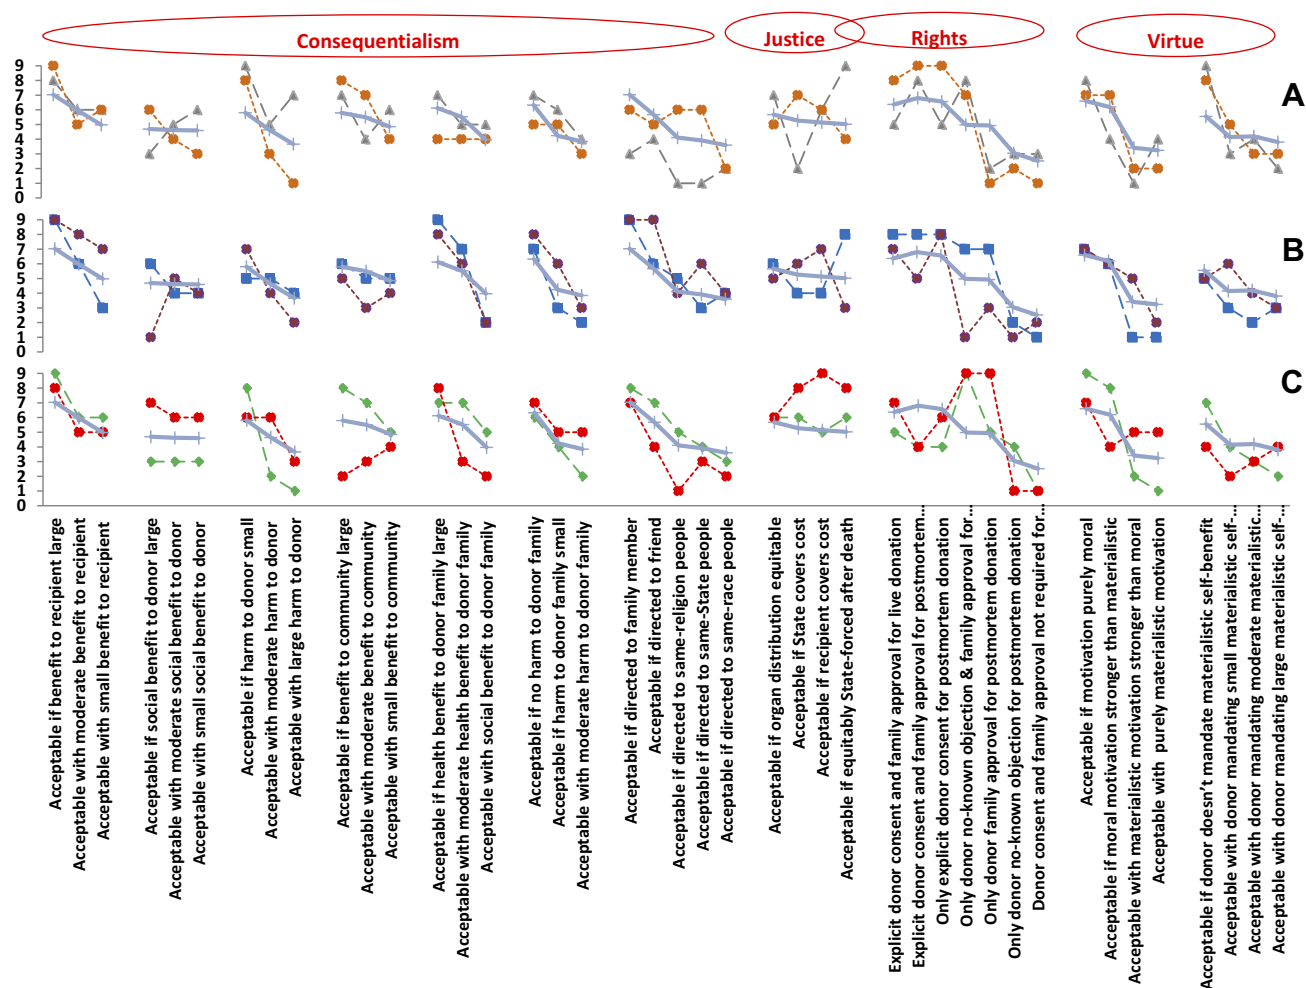 Consequentialism
Justice
Rights
Virtue
A
9
8
7
6
5
4
3
2
1
0
B
9
8
7
6
5
4
3
2
1
0
C
9
8
7
6
5
4
3
2
1
0
Acceptable if benefit to recipient large
Acceptable with moderate benefit to recipient
Acceptable with small benefit to recipient
Acceptable if social benefit to donor large
Acceptable with moderate social benefit to donor
Acceptable with small social benefit to donor
Acceptable if harm to donor small
Acceptable with moderate harm to donor
Acceptable with large harm to donor
Acceptable if benefit to community large
Acceptable with moderate benefit to community
Acceptable with small benefit to community
Acceptable if health benefit to donor family large
Acceptable with moderate health benefit to donor family
Acceptable with social benefit to donor family
Acceptable if no harm to donor family
Acceptable if harm to donor family small
Acceptable with moderate harm to donor family
Acceptable if directed to family member
Acceptable if directed to friend
Acceptable if directed to same-religion people
Acceptable if directed to same-State people
Acceptable if directed to same-race people
Acceptable if organ distribution equitable
Acceptable if State covers cost
Acceptable if recipient covers cost
Acceptable if equitably State-forced after death
Explicit donor consent and family approval for live donation
Explicit donor consent and family approval for postmortem...
Only explicit donor consent for postmortem donation
Only donor no-known objection & family approval for...
Only donor family approval for postmortem donation
Only donor no-known objection for postmortem donation
Donor consent and family approval not required for...
Acceptable if motivation purely moral
Acceptable if moral motivation stronger than materialistic
Acceptable with materialistic motivation stronger than moral
Acceptable with purely materialistic motivation
Acceptable if donor doesn't mandate materialistic self-benefit
Acceptable with donor mandating small materialistic self-...
Acceptable with donor mandating moderate materialistic...
Acceptable with donor mandating large materialistic self-...